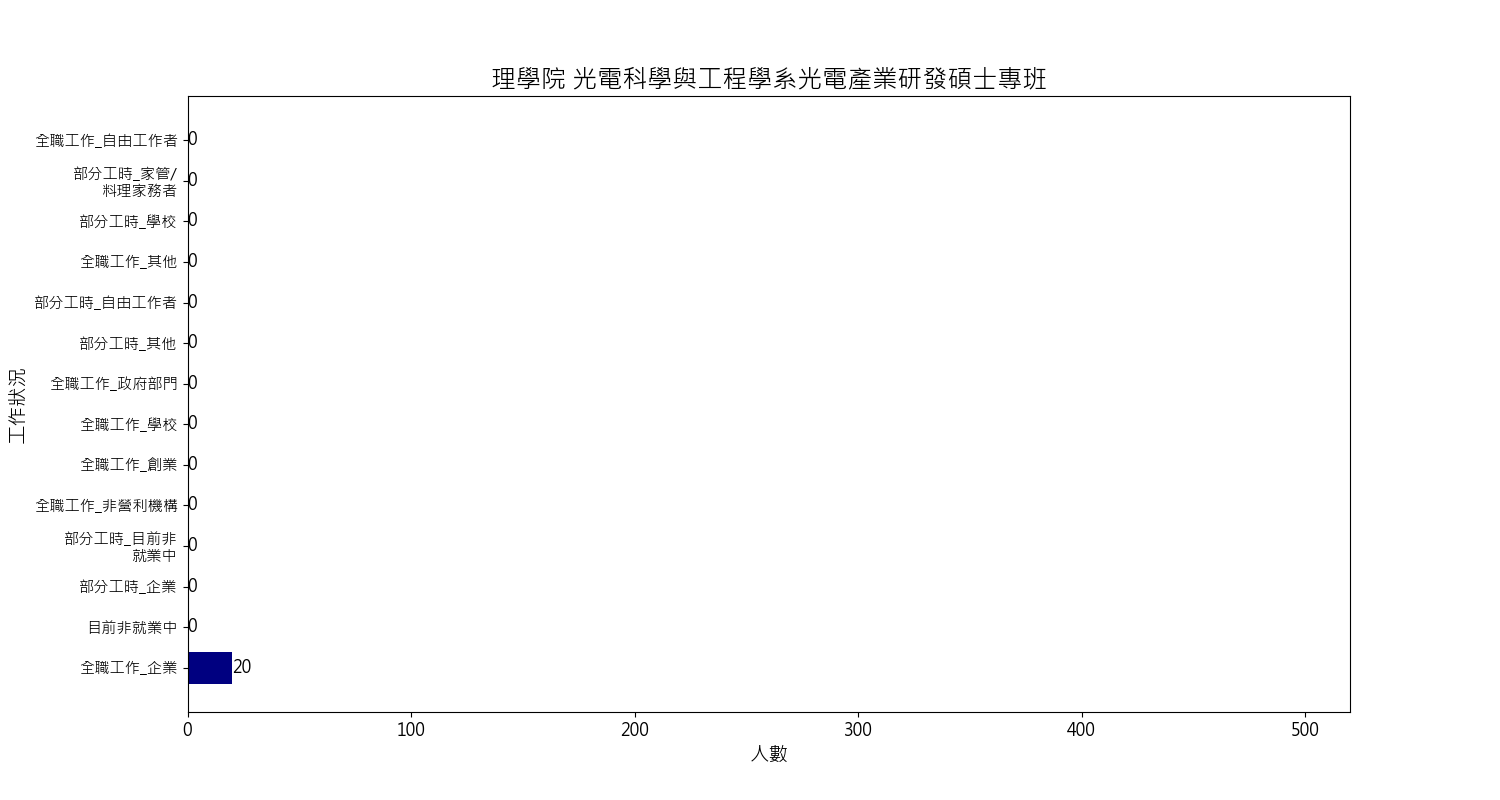 理學院 光電科學與工程學系光電產業研發碩士專班
全職工作_自由工作者
0
部分工時_家管/
料理家務者
0
部分工時_學校
0
全職工作_其他
0
部分工時_自由工作者
0
部分工時_其他
0
全職工作_政府部門
0
全職工作_學校
0
全職工作_創業
0
全職工作_非營利機構
0
部分工時_目前非
就業中
0
部分工時_企業
0
目前非就業中
0
全職工作_企業
20
工作狀況
0 100 200 300 400 500
人數